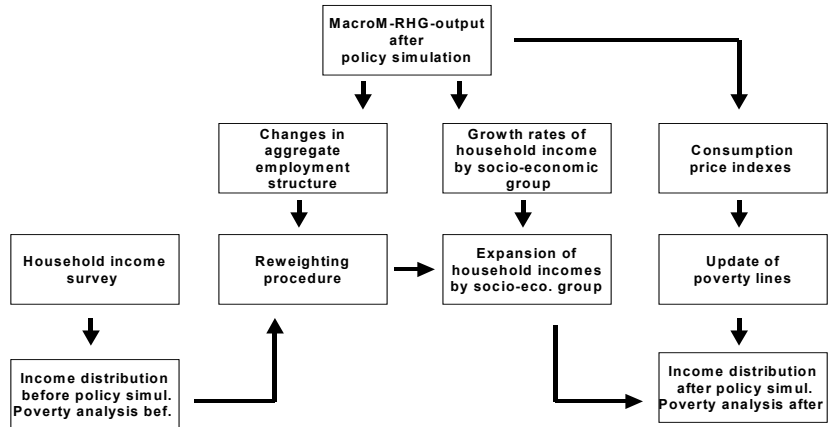 MacroM-RHG-output
after
policy simulation
Changes in
aggregate
employment
structure
Growth rates of
household income
by socio-economic
group
Consumption
price indexes
Household income
survey
Reweighting
procedure
Expansion of
household incomes
by socio-eco. group
Update of
poverty lines
Income distribution
before policy simul.
Poverty analysis bef.
Income distribution
after policy simul.
Poverty analysis after